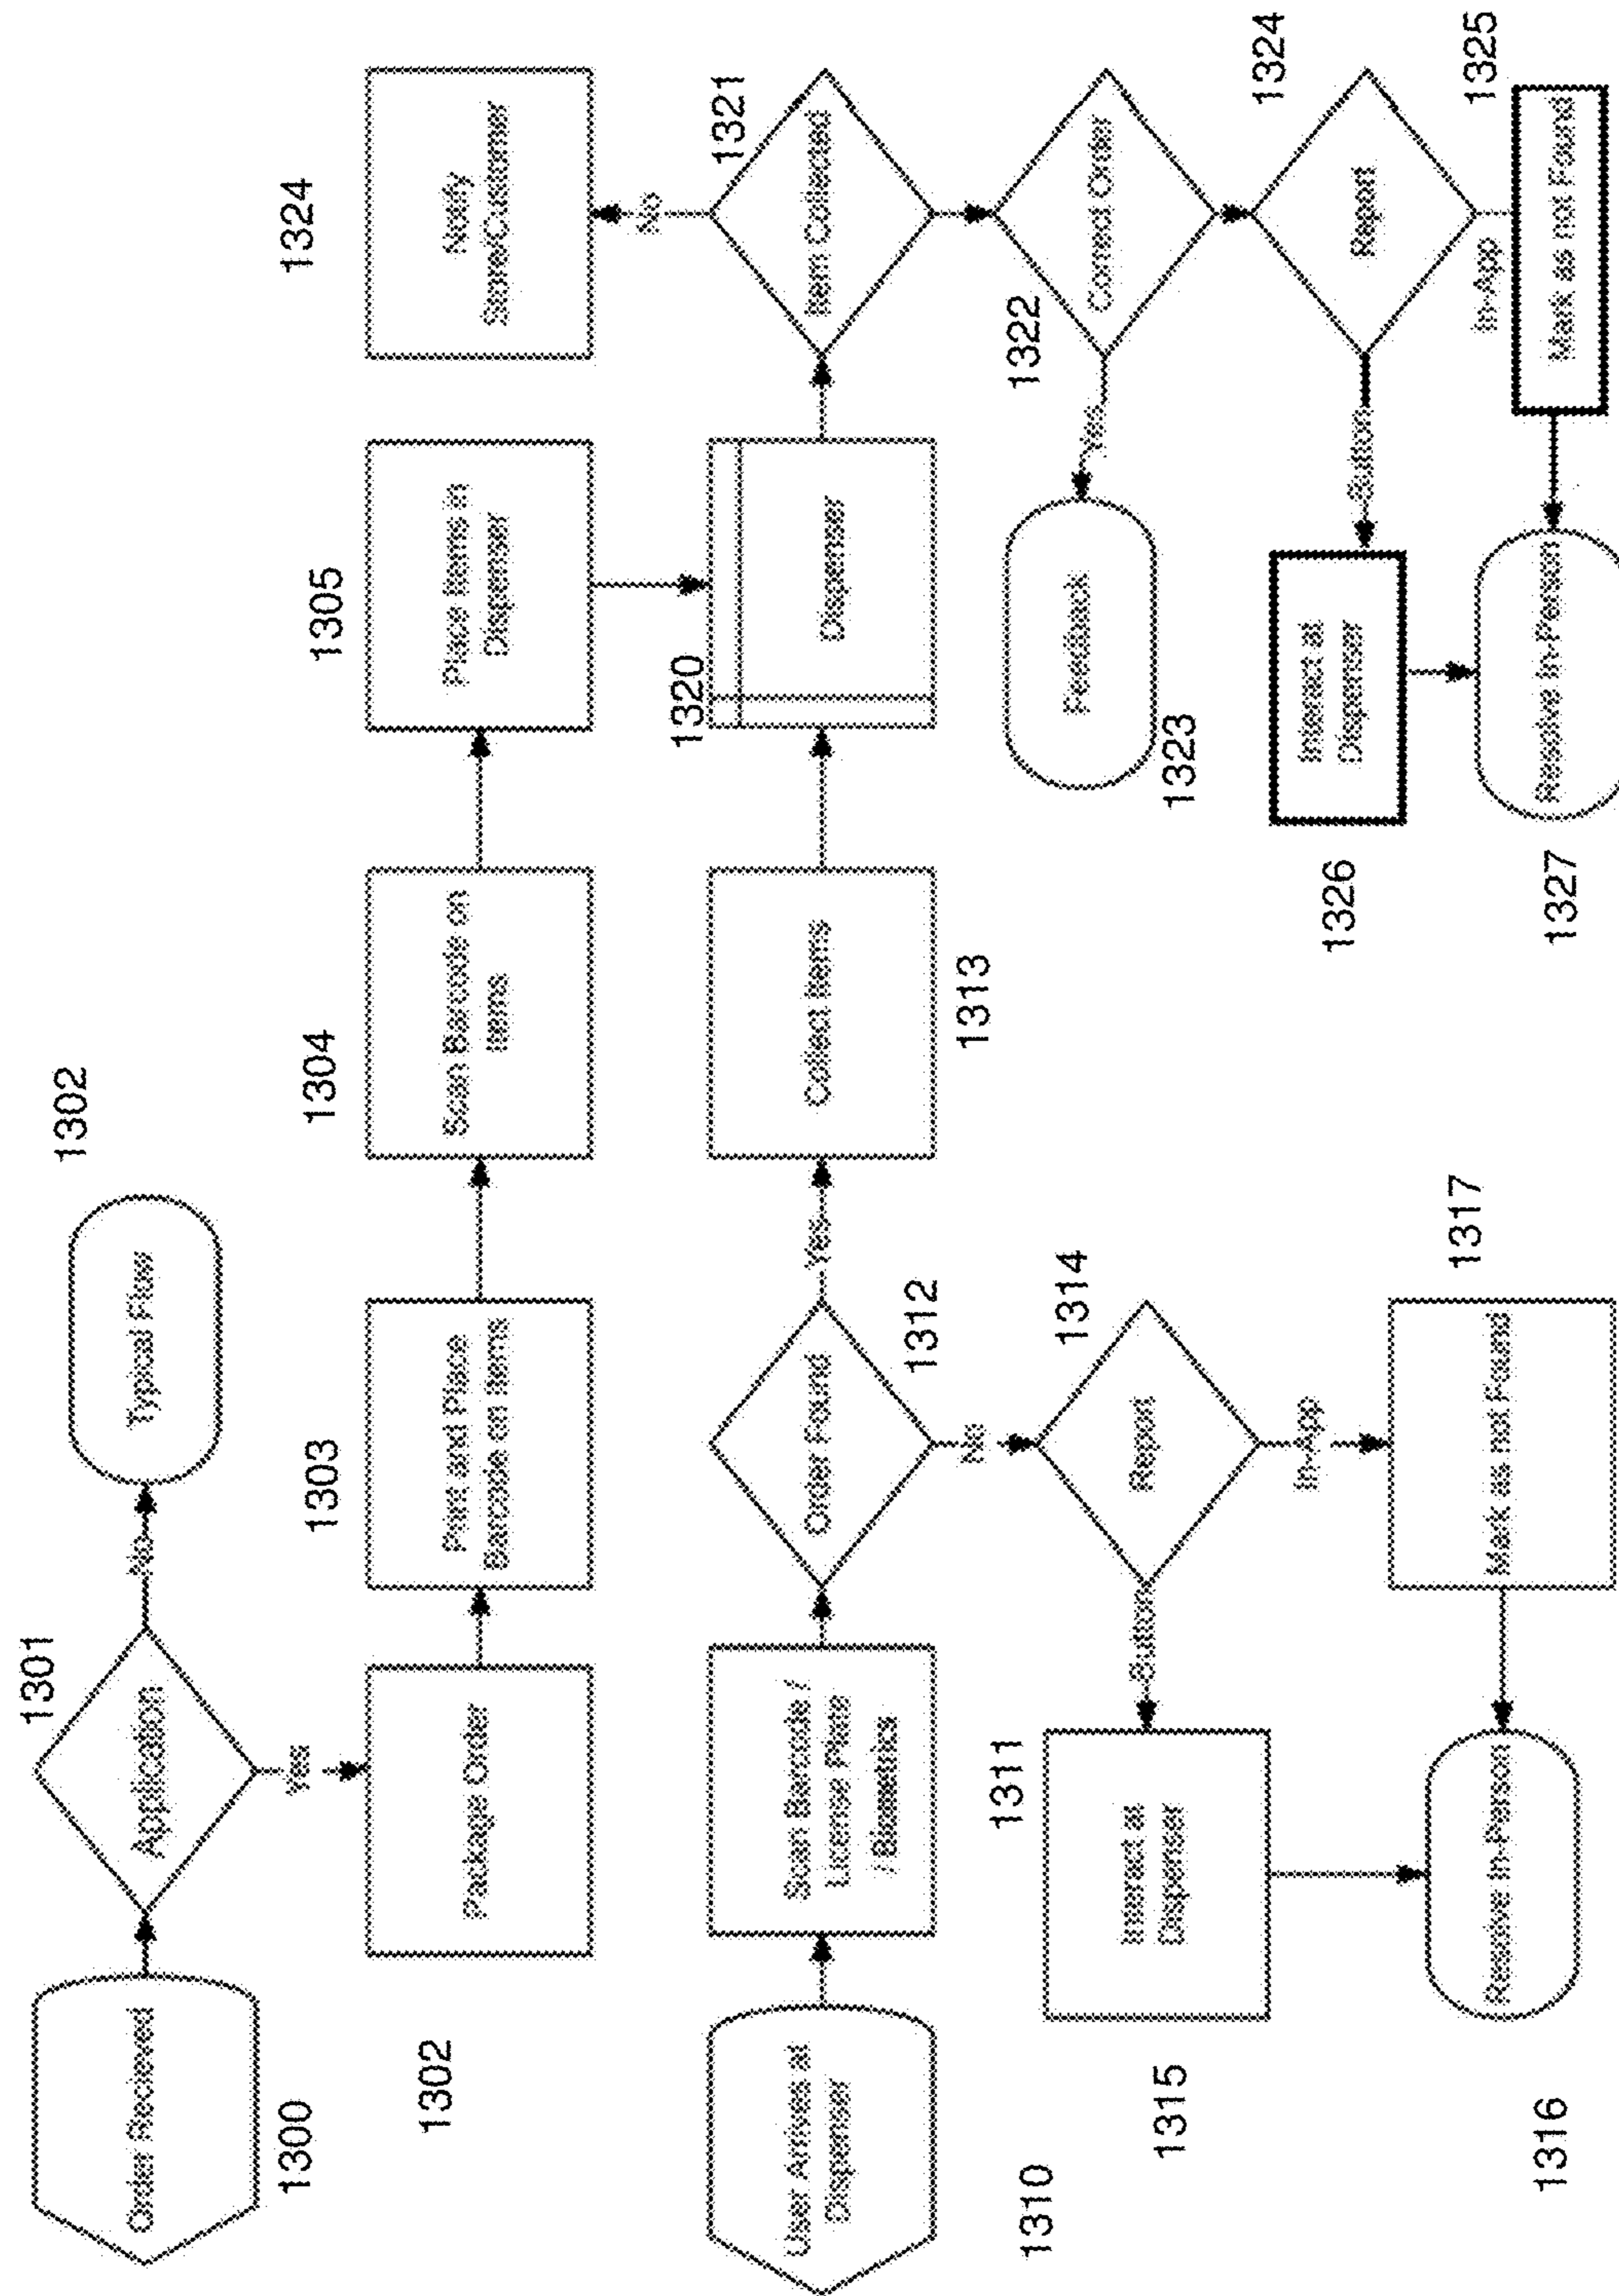 Order Recieved
1300
Application
1301
No
Typical Flow
1302
Yes
Package Order
1302
Print and Place
Barcode on Items
1303
Scan Barcode on
Items
1304
Place Items in
Dispenser
1305
Notify
Store/Customer
1324
User Arrives at
Dispenser
1310
Scan Barcode /
License Plate
/ Biometrics
1311
Order Found
1312
Yes
Collect Items
1313
Dispenser
1320
Item Collected
1321
No
No
Report
1314
Button
Interact at
Dispenser
1315
In-App
Mark as not Found
1317
Resolve In-Person
1316
Correct Order
1322
Yes
Feedback
1323
Report
1324
Button
Interact at
Dispenser
1326
In-App
Mark as not Found
1325
Resolve In-Person
1327